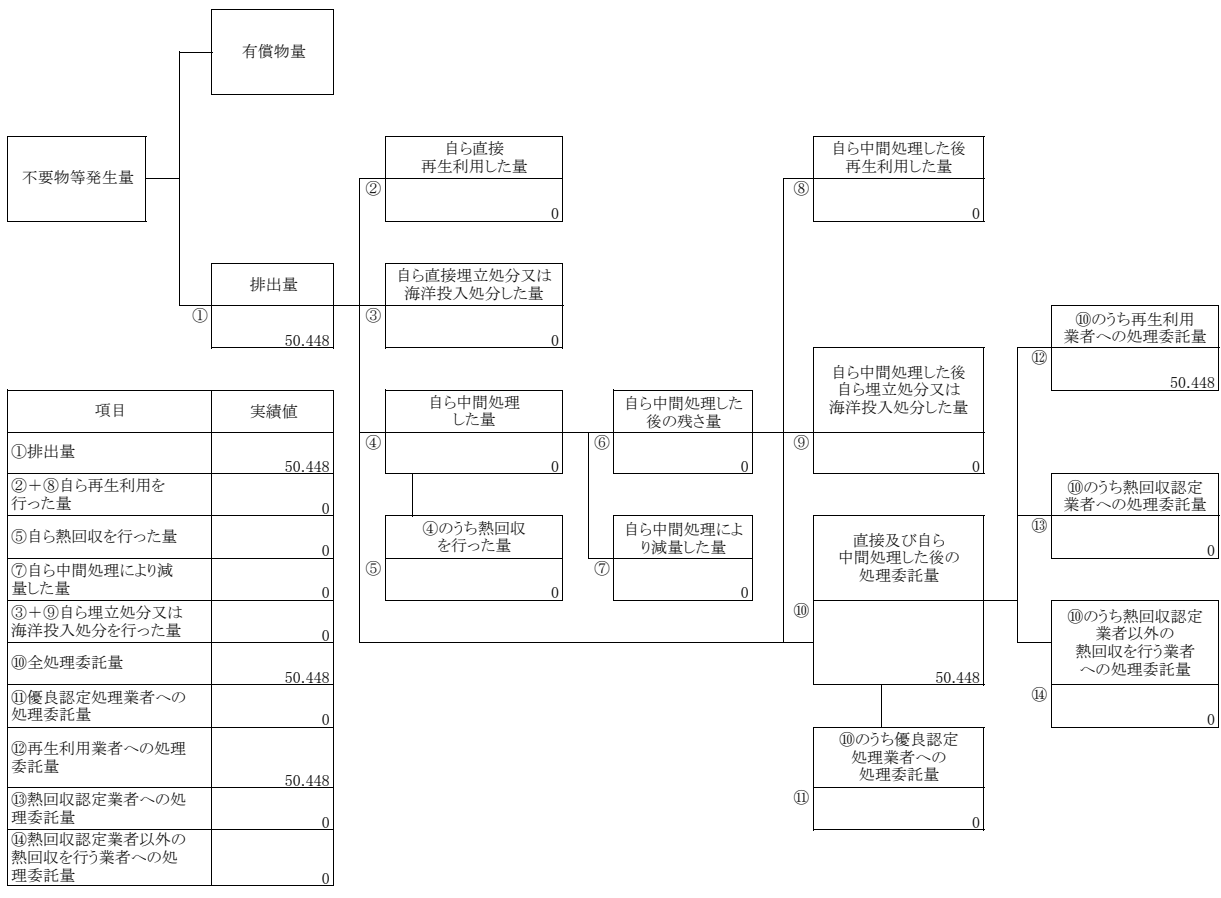 有償物量
不要物等発生量
自ら直接
再生利用した量
②
0
自ら中間処理した後
再生利用した量
⑧
0
排出量
①
50.448
自ら直接埋立処分又は
海洋投入処分した量
③
0
⑩のうち再生利用
業者への処理委託量
⑫
50.448
自ら中間処理
した量
④
0
自ら中間処理した
後の残さ量
⑥
0
自ら中間処理した後
自ら埋立処分又は
海洋投入処分した量
⑨
0
⑩のうち熱回収認定
業者への処理委託量
⑬
0
④のうち熱回収
を行った量
⑤
0
自ら中間処理によ
り減量した量
⑦
0
直接及び自ら
中間処理した後の
処理委託量
⑩
50.448
⑩のうち熱回収認定
業者以外の
熱回収を行う業者
への処理委託量
⑭
0
⑩のうち優良認定
処理業者への
処理委託量
⑪
0
項目 実績値
①排出量
50.448
②＋⑧自ら再生利用を
行った量
0
⑤自ら熱回収を行った量
0
⑦自ら中間処理により減
量した量
0
③＋⑨自ら埋立処分又は
海洋投入処分を行った量
0
⑩全処理委託量
50.448
⑪優良認定処理業者への
処理委託量
0
⑫再生利用業者への処理
委託量
50.448
⑬熱回収認定業者への処
理委託量
0
⑭熱回収認定業者以外の
熱回収を行う業者への処
理委託量
0